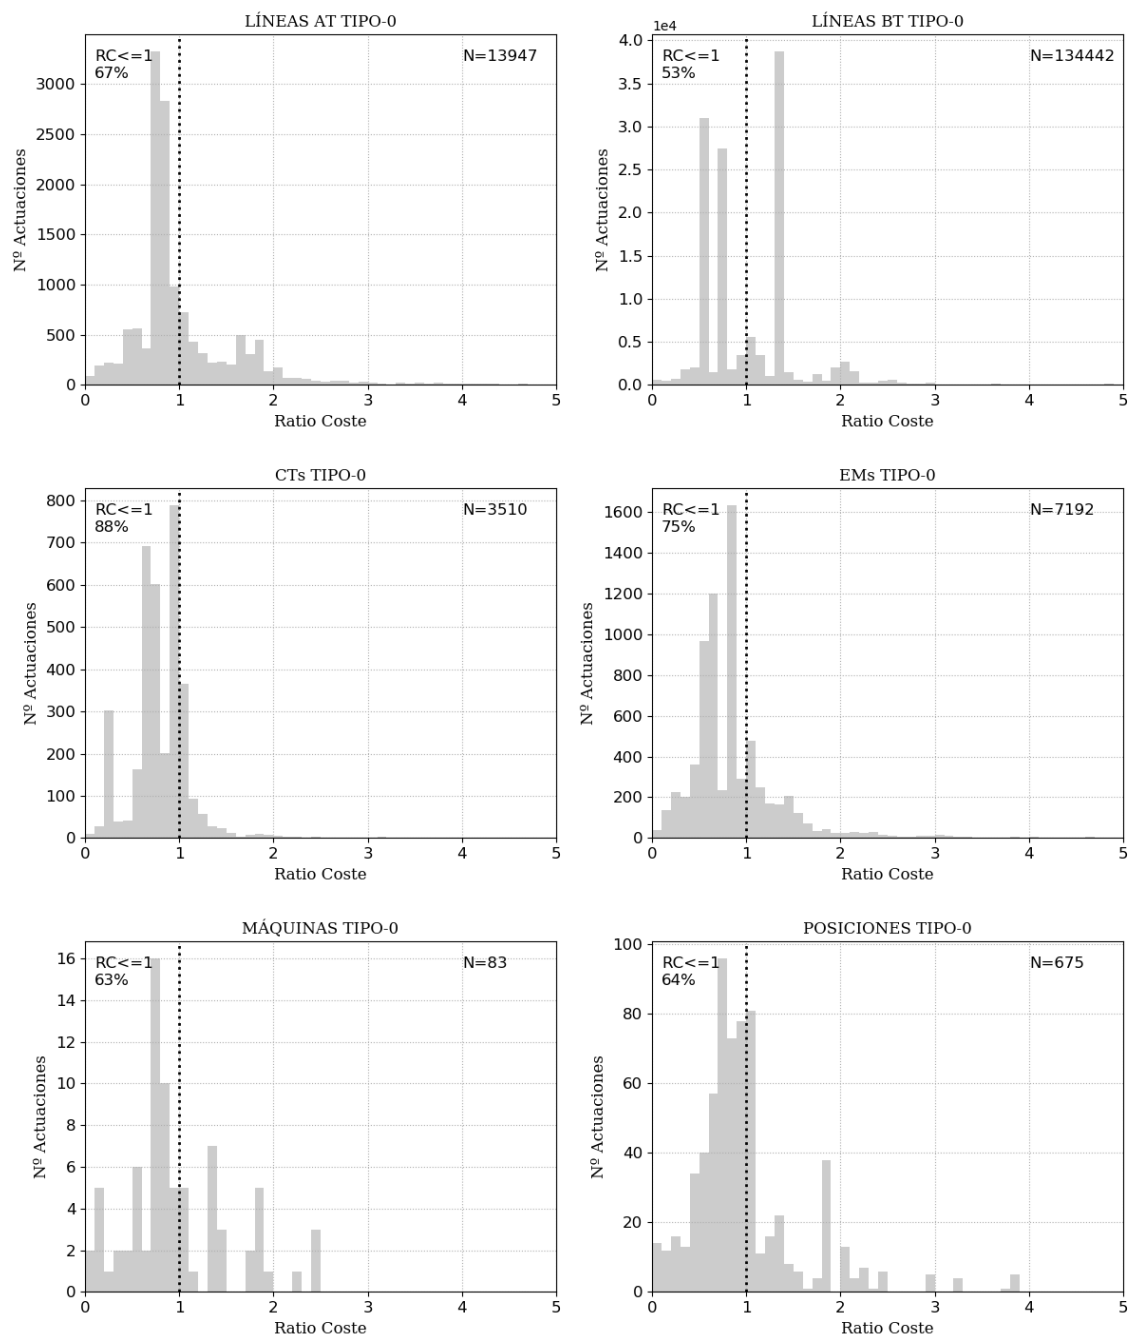 LÍNEAS AT TIPO-0
RC<=1
67%
N=13947
3000
2500
2000
1500
1000
500
0
0 1 2 3 4 5
Nº Actuaciones
Ratio Coste
LÍNEAS BT TIPO-0
1e4
RC<=1
53%
N=134442
4.0
3.5
3.0
2.5
2.0
1.5
1.0
0.5
0.0
0 1 2 3 4 5
Nº Actuaciones
Ratio Coste
CTs TIPO-0
RC<=1
88%
N=3510
800
700
600
500
400
300
200
100
0
0 1 2 3 4 5
Nº Actuaciones
Ratio Coste
EMs TIPO-0
RC<=1
75%
N=7192
1600
1400
1200
1000
800
600
400
200
0
0 1 2 3 4 5
Nº Actuaciones
Ratio Coste
MÁQUINAS TIPO-0
RC<=1
63%
N=83
16
14
12
10
8
6
4
2
0
0 1 2 3 4 5
Nº Actuaciones
Ratio Coste
POSICIONES TIPO-0
RC<=1
64%
N=675
100
80
60
40
20
0
0 1 2 3 4 5
Nº Actuaciones
Ratio Coste